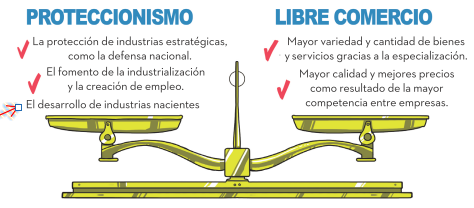 PROTECCIONISMO
La protección de industrias estratégicas,
como la defensa nacional.
El fomento de la industrialización
y la creación de empleo.
El desarrollo de industrias nacientes
LIBRE COMERCIO
Mayor variedad y cantidad de bienes
y servicios gracias a la especialización.
Mayor calidad y mejores precios
como resultado de la mayor
competencia entre empresas.